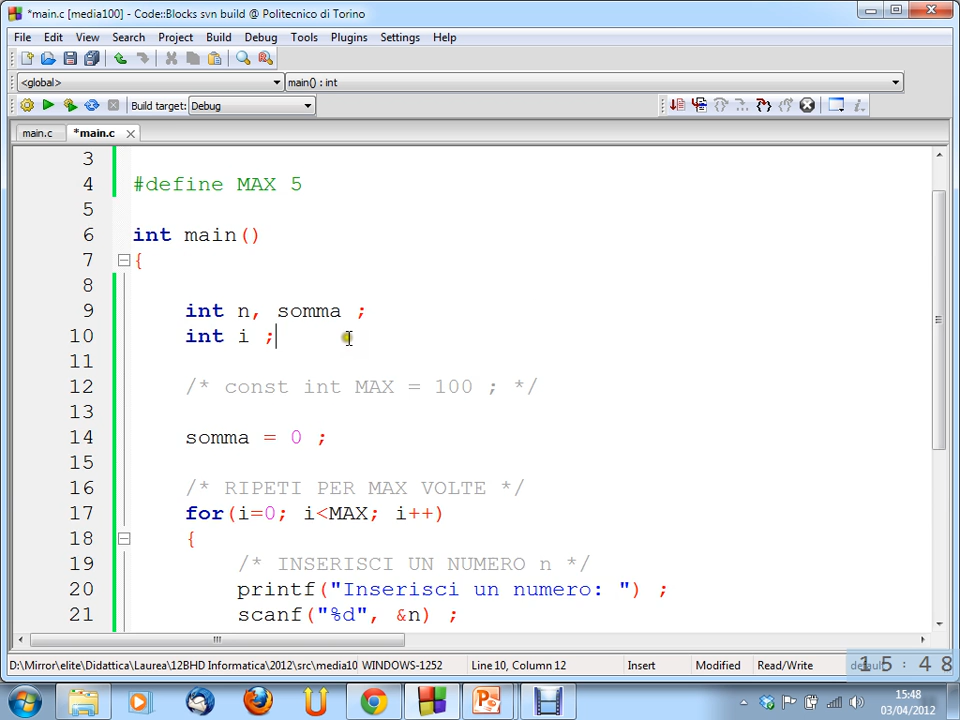 *main.c [media100] - Code::Blocks svn build @ Politecnico di Torino
File Edit View Search Project Build Debug Tools Plugins Settings Help
<global> main() : int
Build target: Debug
main.c *main.c
3
4 #define MAX 5
5
6 int main()
7 {
8
9 int n, somma ;
10 int i ;
11
12 /* const int MAX = 100 ; */
13
14 somma = 0 ;
15
16 /* RIPETI PER MAX VOLTE */
17 for(i=0; i<MAX; i++)
18 {
19 /* INSERISCI UN NUMERO n */
20 printf("Inserisci un numero: ") ;
21 scanf("%d", &n) ;
D:\Mirror\elite\Didattica\Laurea\12BHD Informatica\2012\src\media10 WINDOWS-1252 Line 10, Column 12 Insert Modified Read/Write default
15:48
15:48
03/04/2012